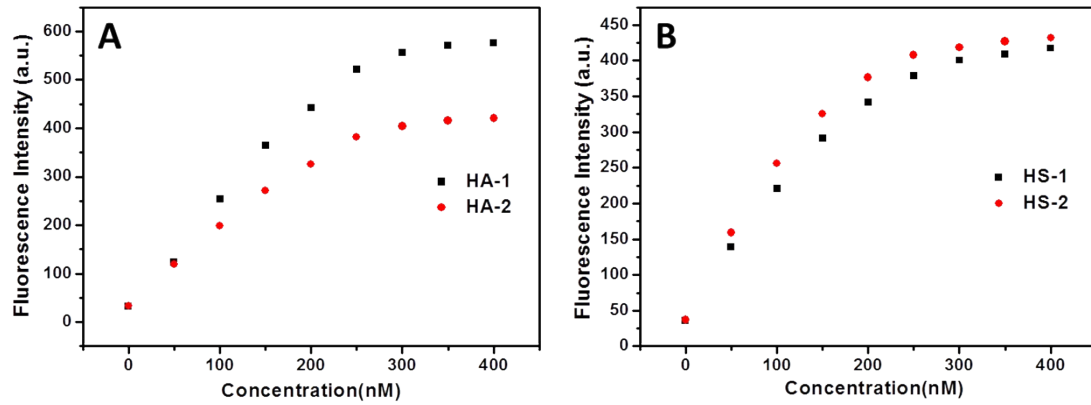 A
Fluorescence Intensity (a.u.)
600
500
400
300
200
100
0
HA-1
HA-2
0 100 200 300 400
Concentration(nM)
B
Fluorescence Intensity (a.u.)
450
400
350
300
250
200
150
100
50
0
HS-1
HS-2
0 100 200 300 400
Concentration(nM)